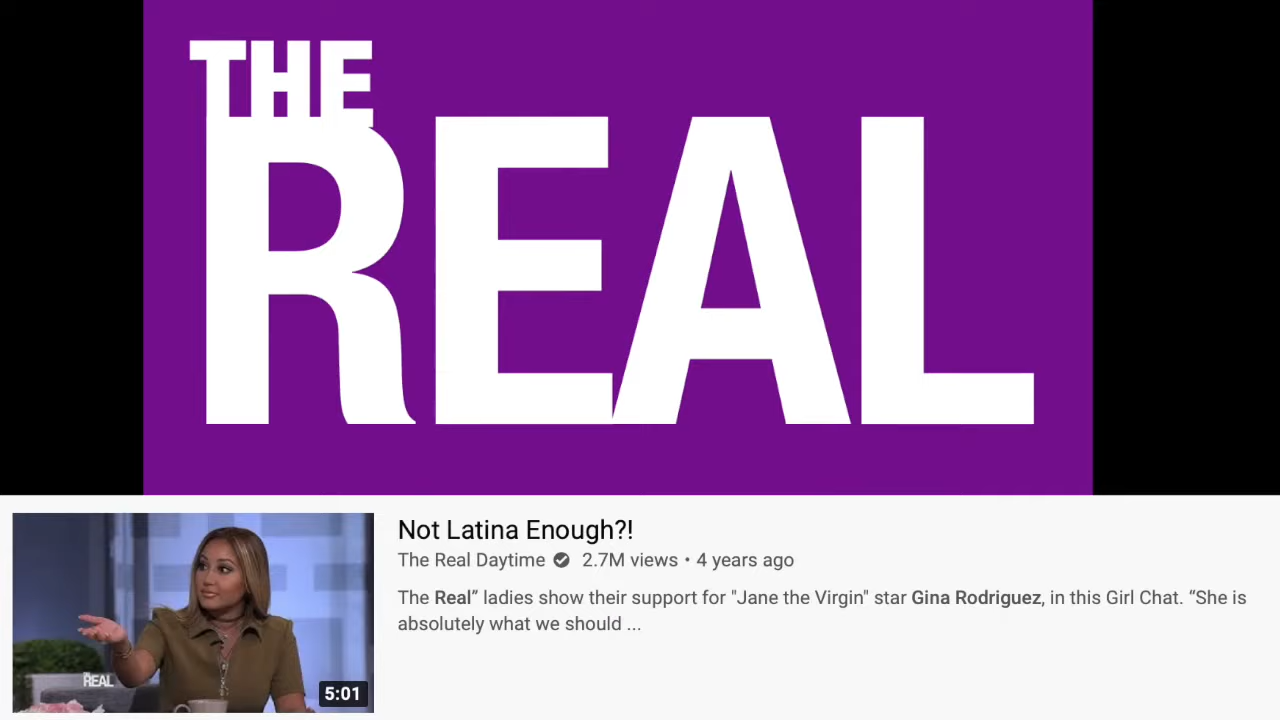 THE
REAL
Not Latina Enough?!
The Real Daytime 2.7M views • 4 years ago
The Real” ladies show their support for "Jane the Virgin" star Gina Rodriguez, in this Girl Chat. “She is
absolutely what we should ...
THE
REAL
5:01